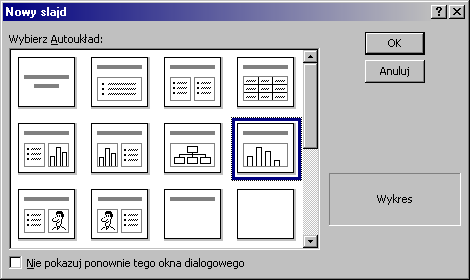 Nowy slajd
Wybierz Autoukład:
OK
Anuluj
Wykres
Nie pokazuj ponownie tego okna dialogowego